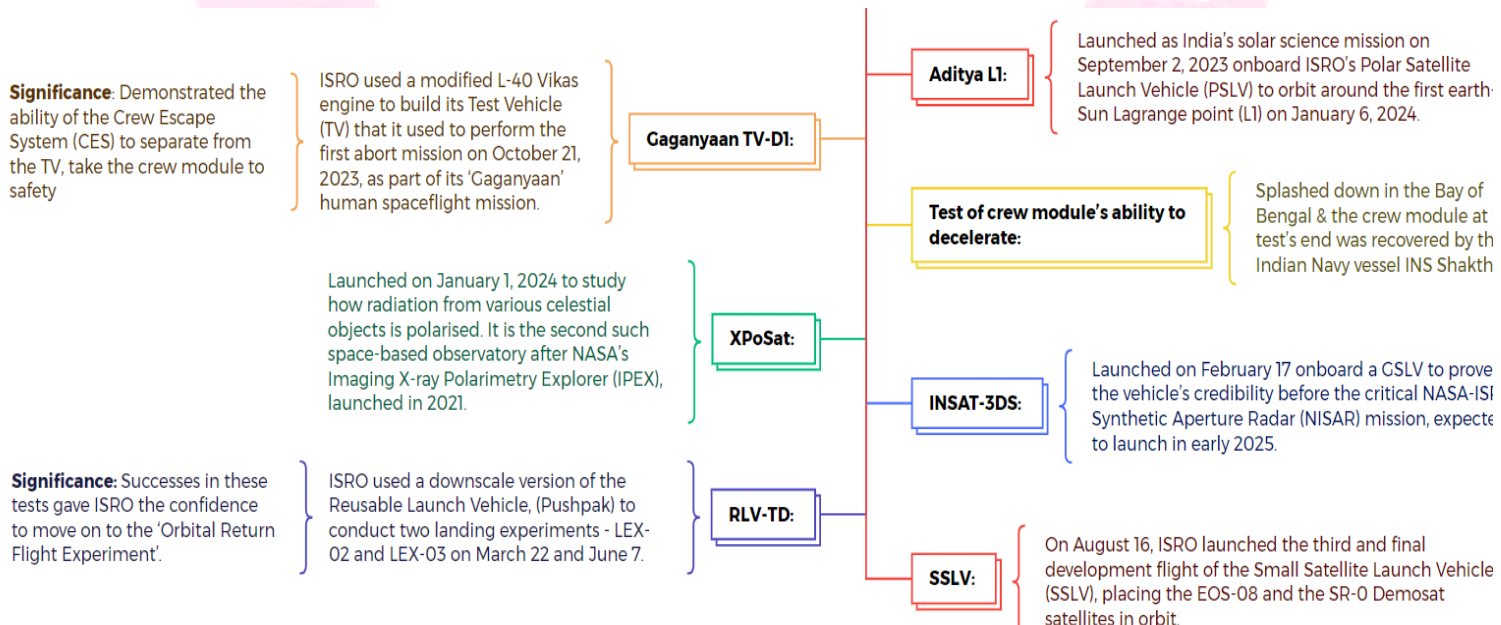 Aditya L1:
Launched as India's solar science mission on
September 2, 2023 onboard ISRO's Polar Satellite
Launch Vehicle (PSLV) to orbit around the first earth-
Sun Lagrange point (L1) on January 6, 2024.
Gaganyaan TV-D1:
ISRO used a modified L-40 Vikas
engine to build its Test Vehicle
(TV) that it used to perform the
first abort mission on October 21,
2023, as part of its 'Gaganyaan'
human spaceflight mission.
Significance: Demonstrated the
ability of the Crew Escape
System (CES) to separate from
the TV, take the crew module to
safety
Test of crew module's ability to
decelerate:
Splashed down in the Bay of
Bengal & the crew module at
test's end was recovered by
Indian Navy vessel INS
XPoSat:
Launched on January 1, 2024 to study
how radiation from various celestial
objects is polarised. It is the second such
space-based observatory after NASA's
Imaging X-ray Polarimetry Explorer (IPEX),
launched in 2021.
INSAT-3DS:
Launched on February 17 onboard a GSLV to prove
the vehicle's credibility before the critical
Synthetic Aperture Radar (NISAR) mission,
to launch in early 2025.
RLV-TD:
ISRO used a downscale version of the
Reusable Launch Vehicle, (Pushpak) to
conduct two landing experiments - LEX-
02 and LEX-03 on March 22 and June 7.
Significance: Successes in these
tests gave ISRO the confidence
to move on to the 'Orbital Return
Flight Experiment'.
SSLV:
On August 16, ISRO launched the third and final
development flight of the Small Satellite Launch Vehicle
(SSLV), placing the EOS-08 and the SR-0 Demosat
satellites in orbit.